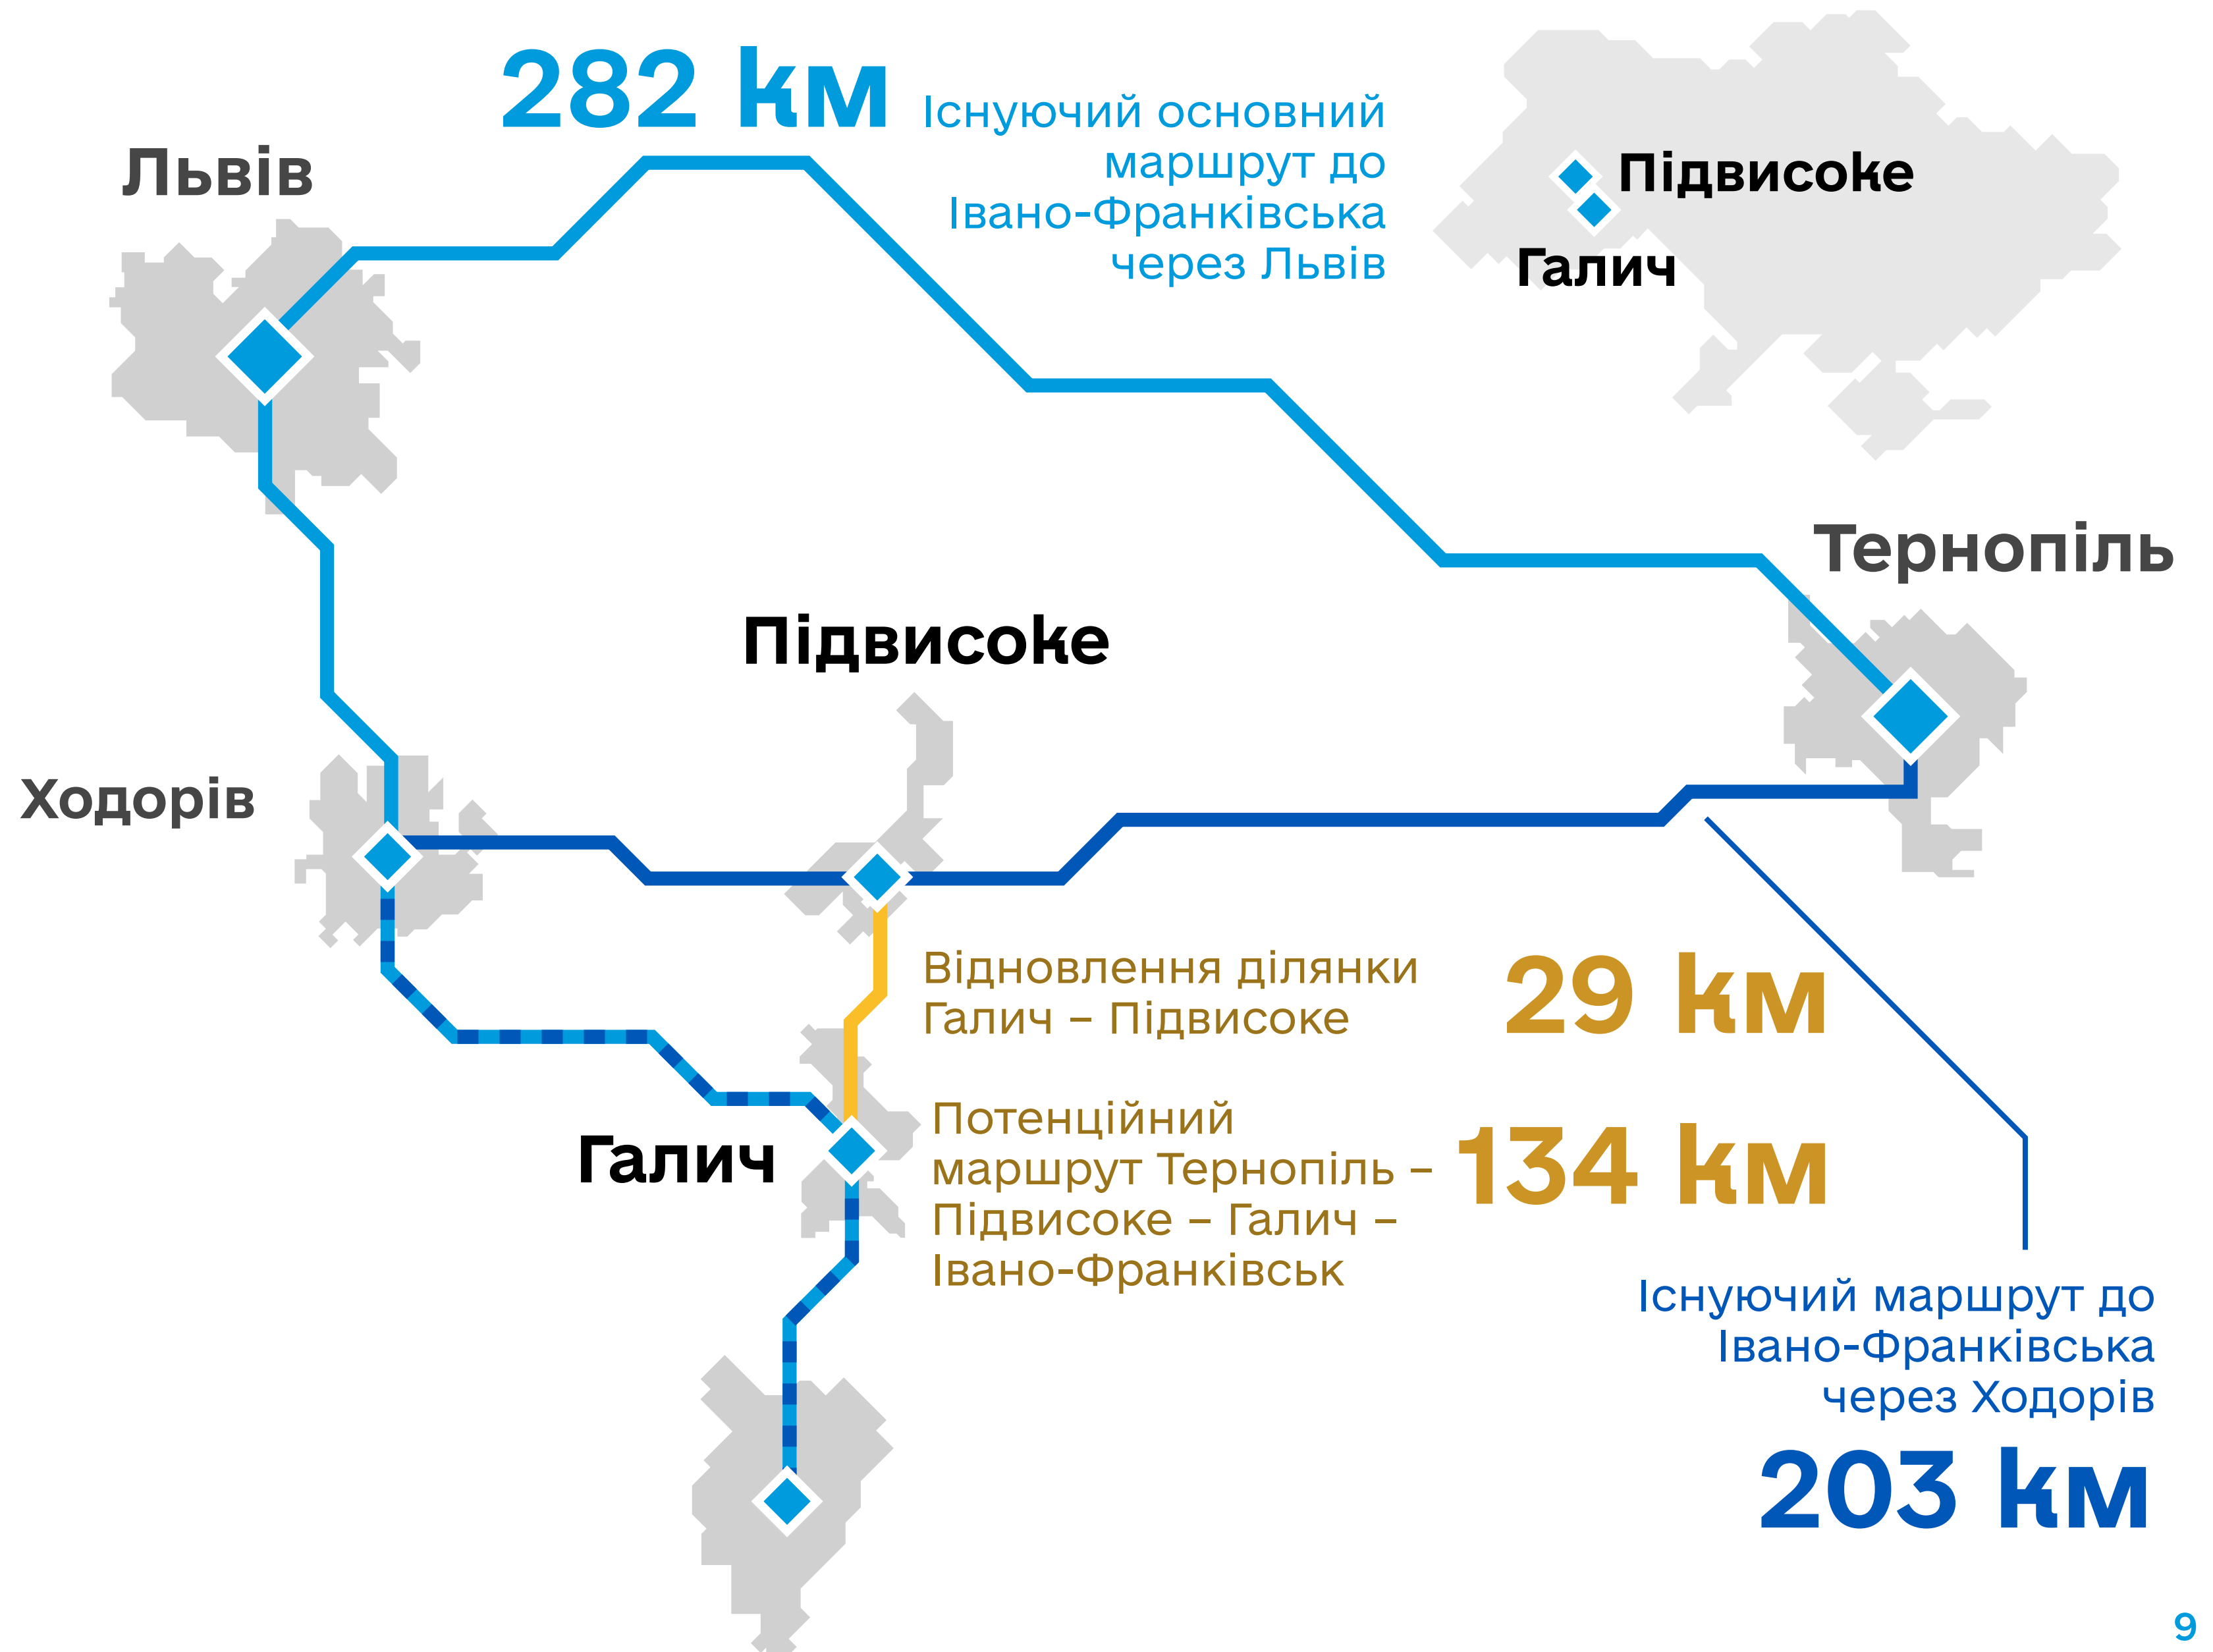 282 км
Існуючий основний
маршрут до
Івано-Франківська
через Львів
Львів
Підвисоке
Галич
Тернопіль
Підвисоке
Ходорів
Відновлення ділянки
Галич – Підвисоке
29 км
Потенційний
маршрут Тернопіль –
Підвисоке – Галич –
Івано-Франківськ
134 км
Галич
Існуючий маршрут до
Івано-Франківська
через Ходорів
203 км
9